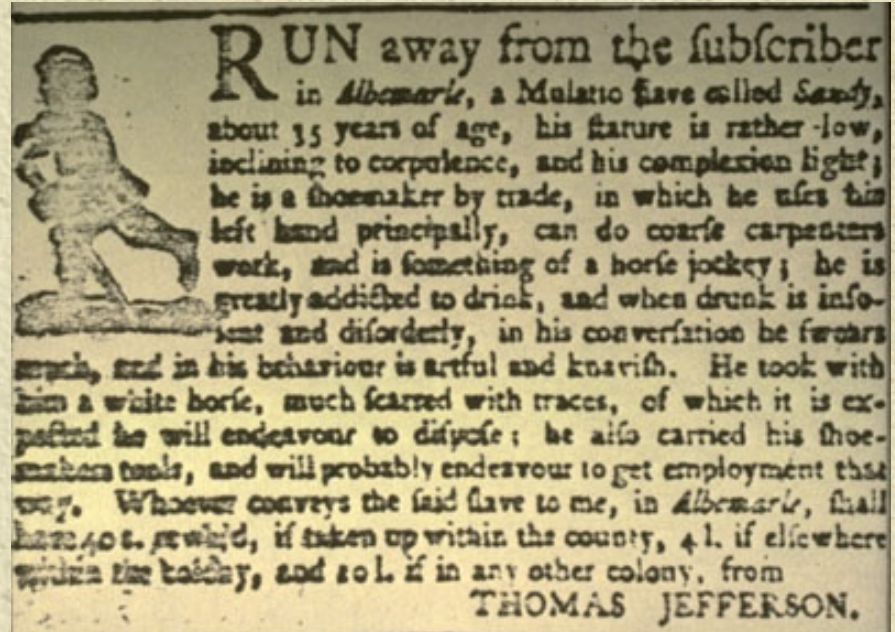 RUN away from the ſubſcriber
in Albemarle, a Mulatto ſlave called Sandy,
about 35 years of age, his ſtature is rather low,
inclining to corpulence, and his complexion light;
he is a ſhoemaker by trade, in which he uſes his
left hand principally, can do coarſe carpenters
work, and is ſomething of a horſe jockey; he is
greatly addicted to drink, and when drunk is inſo-
lent and diſorderly, in his converſation he ſwears
much, and in his behaviour is artful and knaviſh. He took with
him a white horſe, much ſcarred with traces, of which it is ex-
pected he will endeavour to diſpoſe; he alſo carried his ſhoe-
makers tools, and will probably endeavour to get employment that
way. Whoever conveys the ſaid ſlave to me, in Albemarle, ſhall
have 40 s. reward, if taken up within the county, 4 l. if elſewhere
within the colony, and 10 l. if in any other colony, from
THOMAS JEFFERSON.